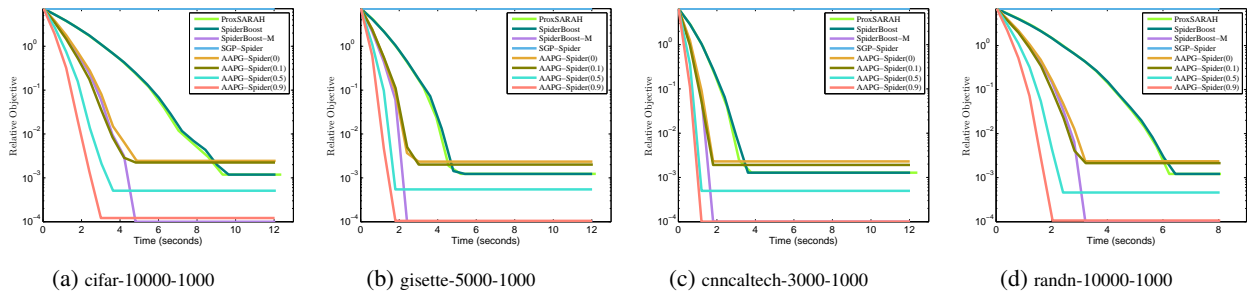 Relative Objective
10^0
10^-1
10^-2
10^-3
10^-4
0 2 4 6 8 10 12
Time (seconds)
ProxSARAH
SpiderBoost
SpiderBoost-M
SGP-Spider
AAPG-Spider(0)
AAPG-Spider(0.1)
AAPG-Spider(0.5)
AAPG-Spider(0.9)
(a) cifar-10000-1000
Relative Objective
10^0
10^-1
10^-2
10^-3
10^-4
0 2 4 6 8 10 12
Time (seconds)
ProxSARAH
SpiderBoost
SpiderBoost-M
SGP-Spider
AAPG-Spider(0)
AAPG-Spider(0.1)
AAPG-Spider(0.5)
AAPG-Spider(0.9)
(b) gisette-5000-1000
Relative Objective
10^0
10^-1
10^-2
10^-3
10^-4
0 2 4 6 8 10 12
Time (seconds)
ProxSARAH
SpiderBoost
SpiderBoost-M
SGP-Spider
AAPG-Spider(0)
AAPG-Spider(0.1)
AAPG-Spider(0.5)
AAPG-Spider(0.9)
(c) cnncaltech-3000-1000
Relative Objective
10^0
10^-1
10^-2
10^-3
10^-4
0 2 4 6 8
Time (seconds)
ProxSARAH
SpiderBoost
SpiderBoost-M
SGP-Spider
AAPG-Spider(0)
AAPG-Spider(0.1)
AAPG-Spider(0.5)
AAPG-Spider(0.9)
(d) randn-10000-1000